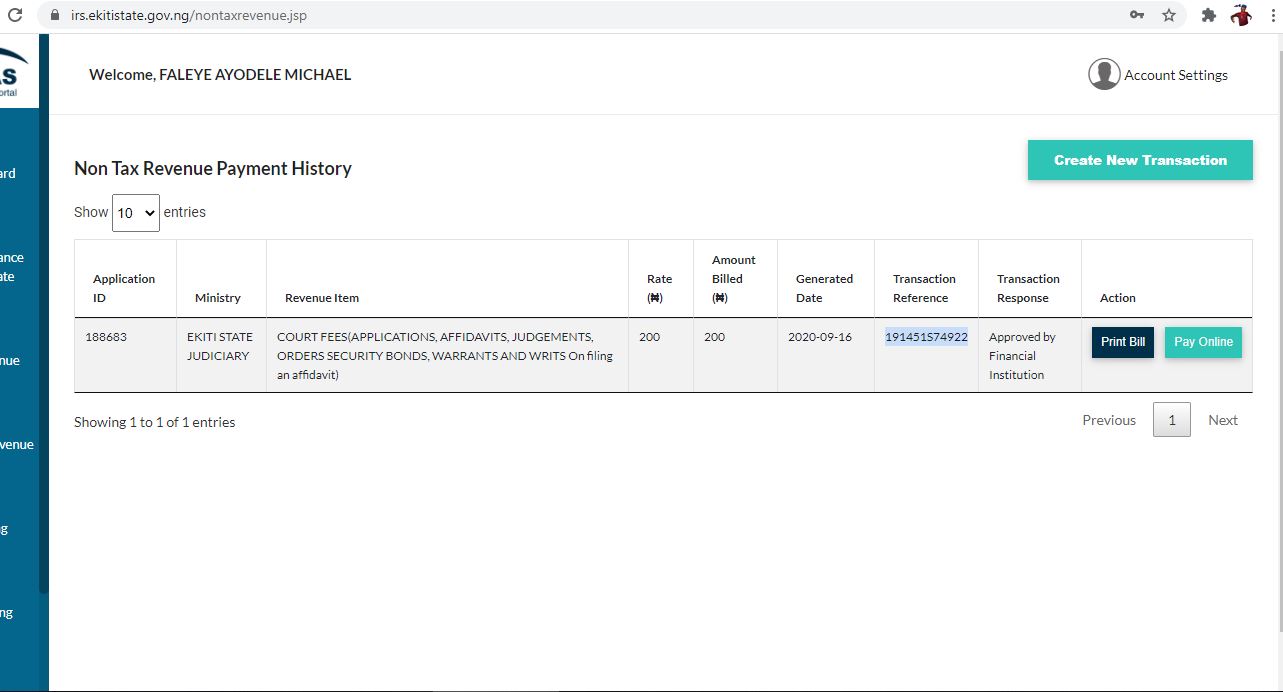 irs.ekitistate.gov.ng/nontaxrevenue.jsp
AS
ortal
Welcome, FALEYE AYODELE MICHAEL
Account Settings
ard
ance
ate
nue
venue
g
ng
Non Tax Revenue Payment History
Create New Transaction
Show 10 entries
Application ID
Ministry
Revenue Item
Rate (₦)
Amount Billed (₦)
Generated Date
Transaction Reference
Transaction Response
Action
188683
EKITI STATE
JUDICIARY
COURT FEES(APPLICATIONS, AFFIDAVITS, JUDGEMENTS,
ORDERS SECURITY BONDS, WARRANTS AND WRITS On filing
an affidavit)
200
200
2020-09-16
191451574922
Approved by
Financial
Institution
Print Bill
Pay Online
Showing 1 to 1 of 1 entries
Previous 1 Next